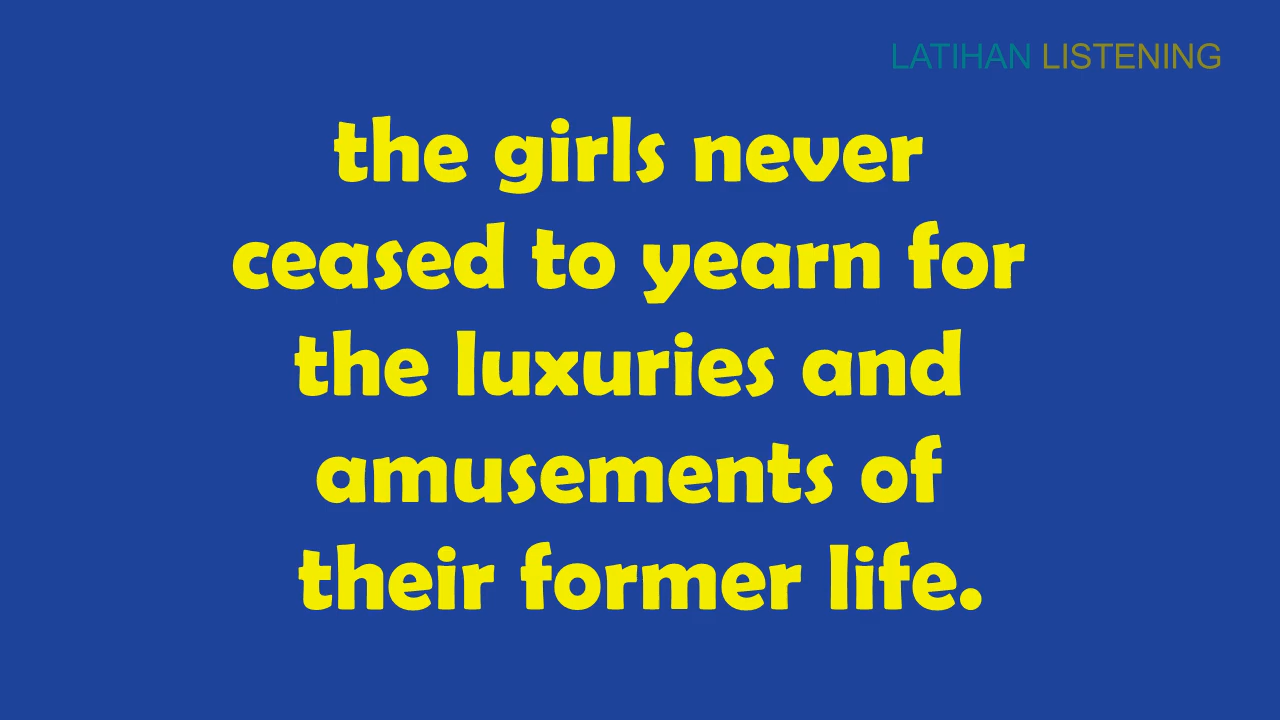 LATIHAN LISTENING
the girls never
ceased to yearn for
the luxuries and
amusements of
their former life.